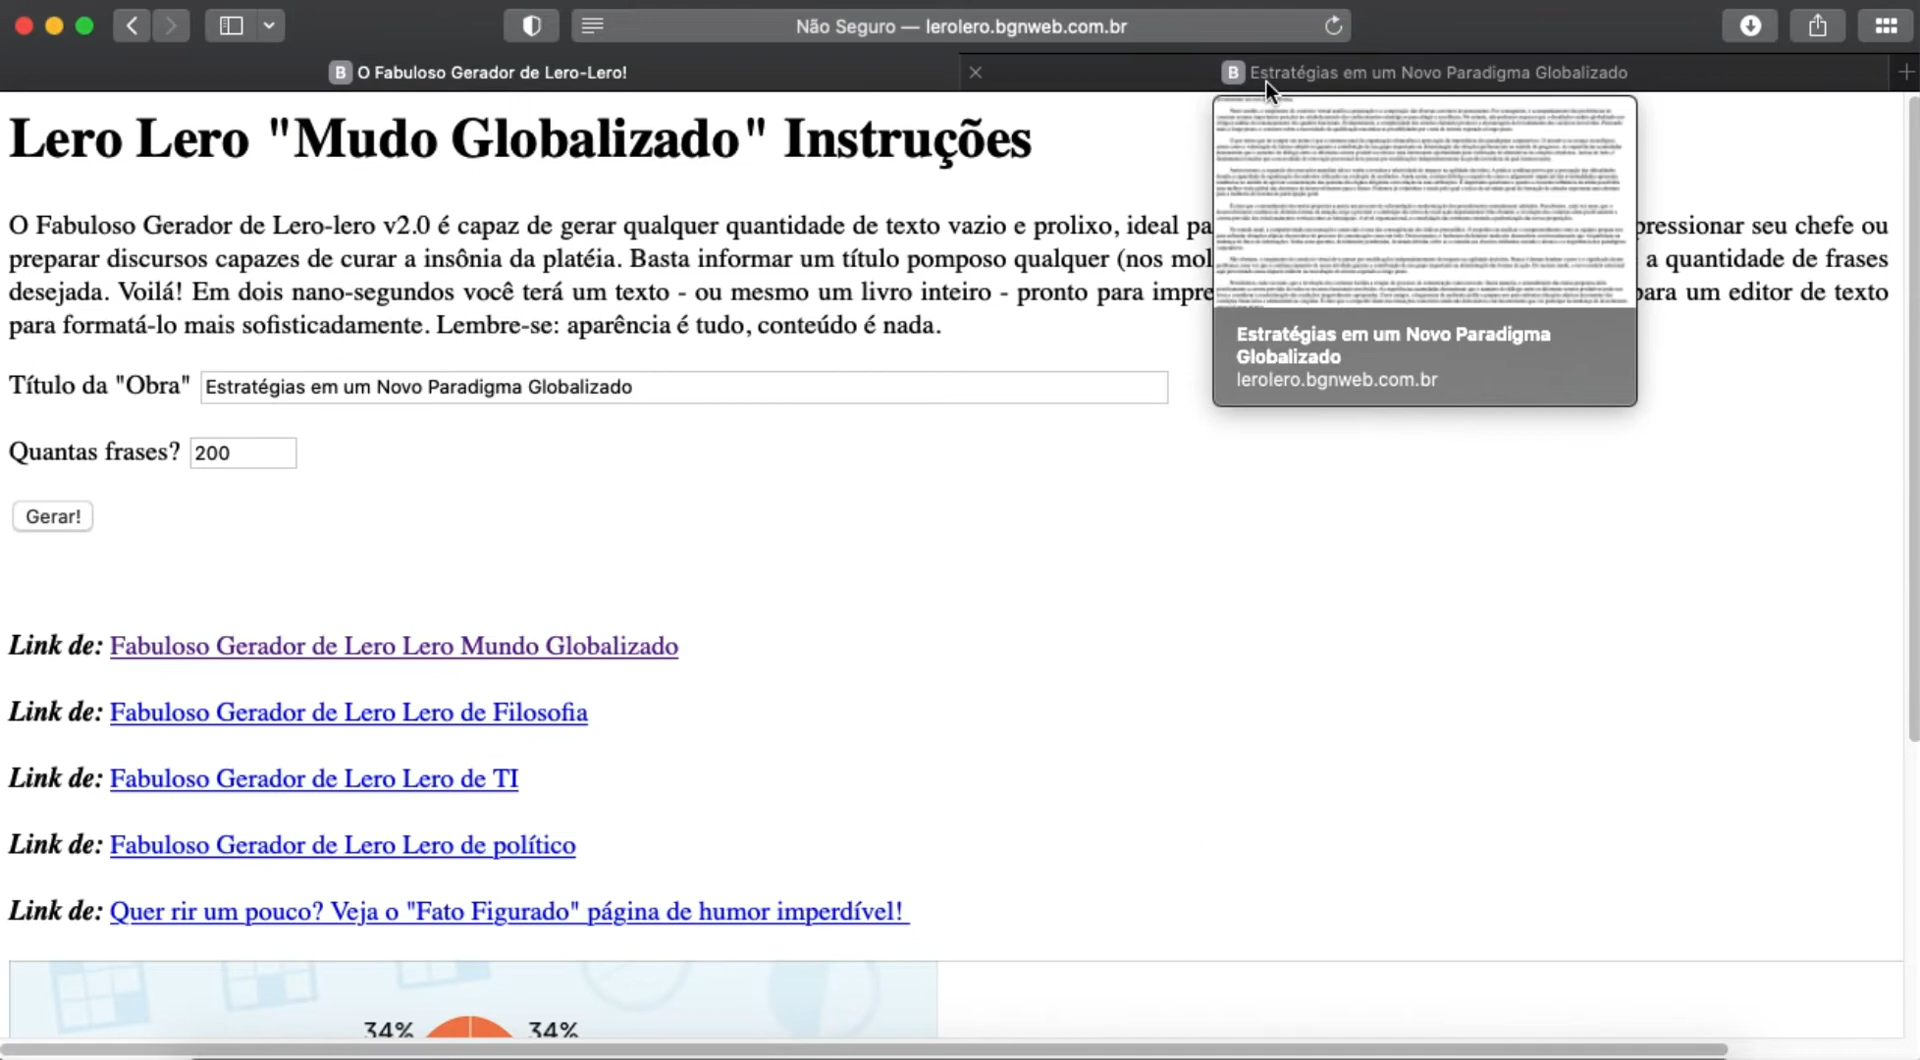 Não Seguro — lerolero.bgnweb.com.br
B O Fabuloso Gerador de Lero-Lero!
B Estratégias em um Novo Paradigma Globalizado
Lero Lero "Mudo Globalizado" Instruções
O Fabuloso Gerador de Lero-lero v2.0 é capaz de gerar qualquer quantidade de texto vazio e prolixo, ideal pa pressionar seu chefe ou
preparar discursos capazes de curar a insônia da platéia. Basta informar um título pomposo qualquer (nos mol a quantidade de frases
desejada. Voilá! Em dois nano-segundos você terá um texto - ou mesmo um livro inteiro - pronto para impre para um editor de texto
para formatá-lo mais sofisticadamente. Lembre-se: aparência é tudo, conteúdo é nada.
Estratégias em um Novo Paradigma
Globalizado
lerolero.bgnweb.com.br
Título da "Obra" Estratégias em um Novo Paradigma Globalizado
Quantas frases? 200
Gerar!
Link de: Fabuloso Gerador de Lero Lero Mundo Globalizado
Link de: Fabuloso Gerador de Lero Lero de Filosofia
Link de: Fabuloso Gerador de Lero Lero de TI
Link de: Fabuloso Gerador de Lero Lero de político
Link de: Quer rir um pouco? Veja o "Fato Figurado" página de humor imperdível!
34% 34%